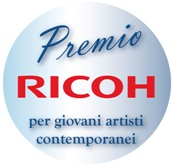 Premio
RICOH
per giovani artisti
contemporanei